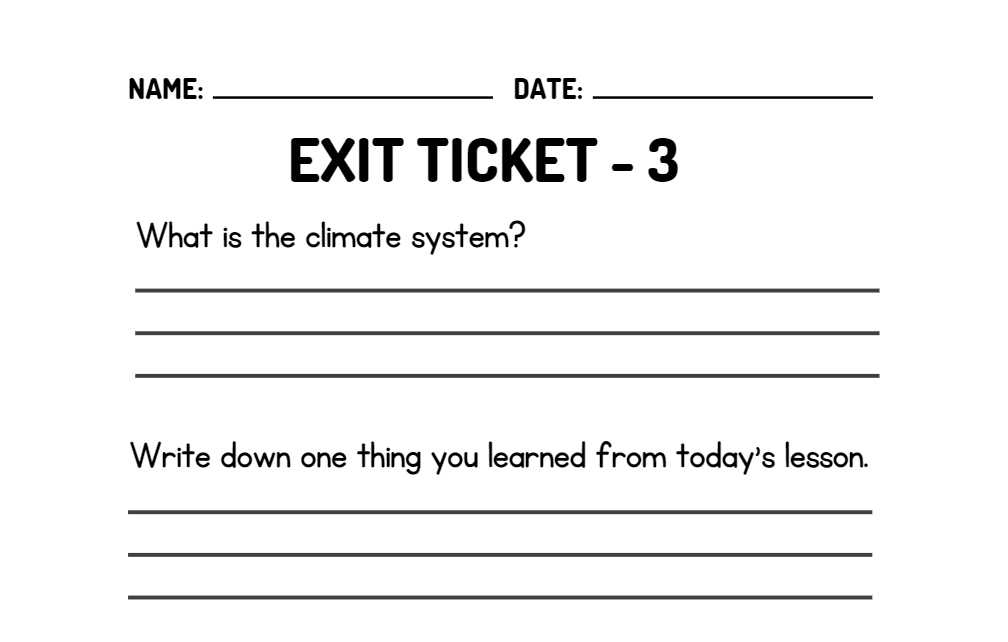 NAME: DATE:
EXIT TICKET - 3
What is the climate system?
Write down one thing you learned from today's lesson.